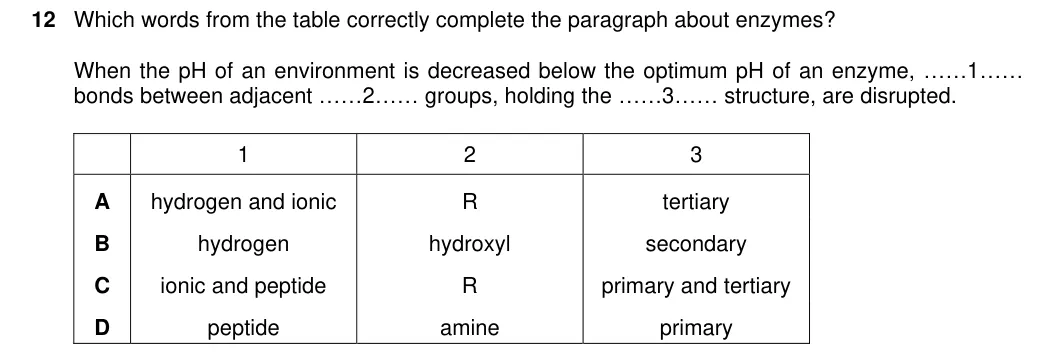 12 Which words from the table correctly complete the paragraph about enzymes?
When the pH of an environment is decreased below the optimum pH of an enzyme, ……1……
bonds between adjacent ……2…… groups, holding the ……3…… structure, are disrupted.
1 2 3
A hydrogen and ionic R tertiary
B hydrogen hydroxyl secondary
C ionic and peptide R primary and tertiary
D peptide amine primary